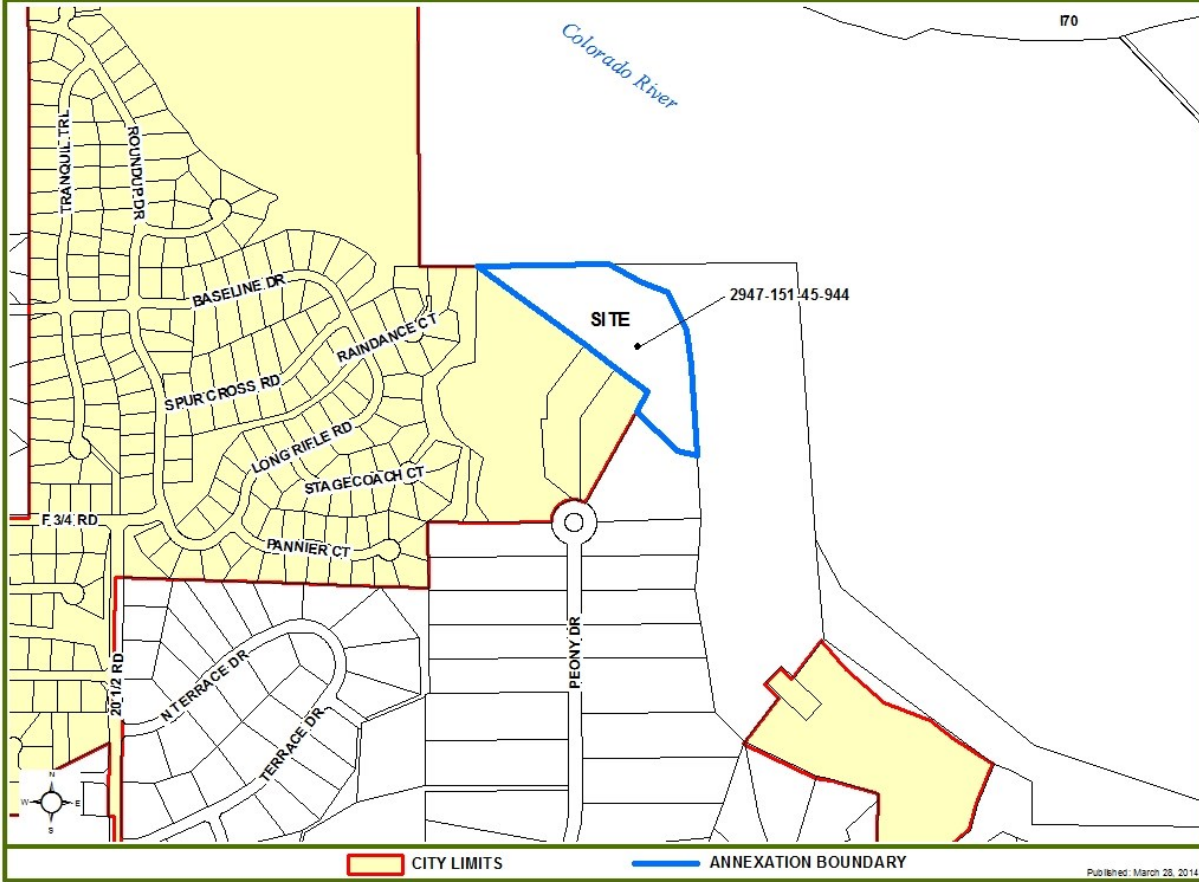 I70
Colorado River
TRANQUIL TRL
ROUNDUP DR
BASELINE DR
2947-151-45-944
SITE
RAINDANCE CT
SPUR CROSS RD
LONG RIFLE RD
STAGECOACH CT
F 3/4 RD
PANNIER CT
PEONY DR
20 1/2 RD
N TERRACE DR
TERRACE DR
N
W
E
S
CITY LIMITS
ANNEXATION BOUNDARY
Published: March 28, 2014